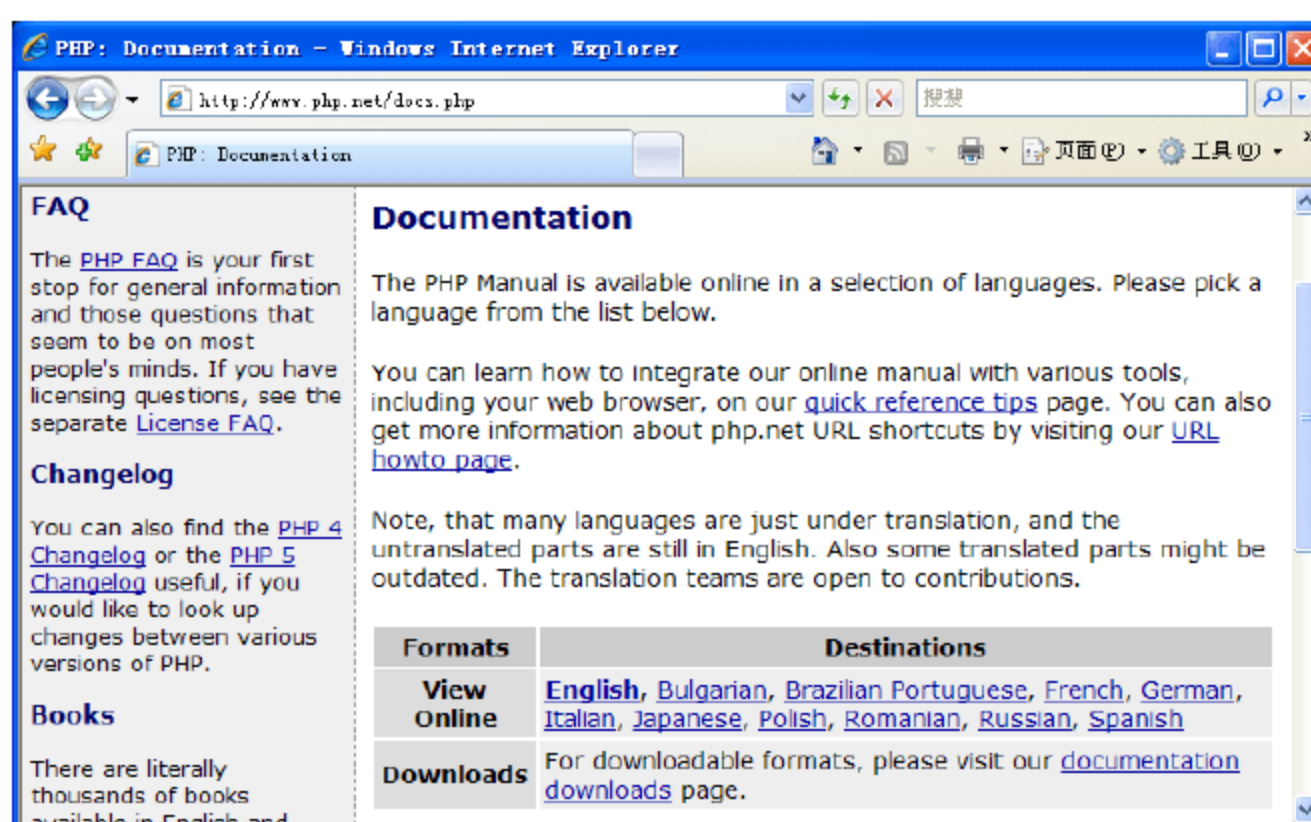 PHP: Documentation - Windows Internet Explorer
http://www.php.net/docs.php
搜搜
PHP: Documentation
页面(P)
工具(O)
FAQ
The PHP FAQ is your first
stop for general information
and those questions that
seem to be on most
people's minds. If you have
licensing questions, see the
separate License FAQ.
Changelog
You can also find the PHP 4
Changelog or the PHP 5
Changelog useful, if you
would like to look up
changes between various
versions of PHP.
Books
There are literally
thousands of books
available in English and
Documentation
The PHP Manual is available online in a selection of languages. Please pick a
language from the list below.
You can learn how to integrate our online manual with various tools,
including your web browser, on our quick reference tips page. You can also
get more information about php.net URL shortcuts by visiting our URL
howto page.
Note, that many languages are just under translation, and the
untranslated parts are still in English. Also some translated parts might be
outdated. The translation teams are open to contributions.
Formats Destinations
View Online English, Bulgarian, Brazilian Portuguese, French, German,
Italian, Japanese, Polish, Romanian, Russian, Spanish
Downloads For downloadable formats, please visit our documentation
downloads page.